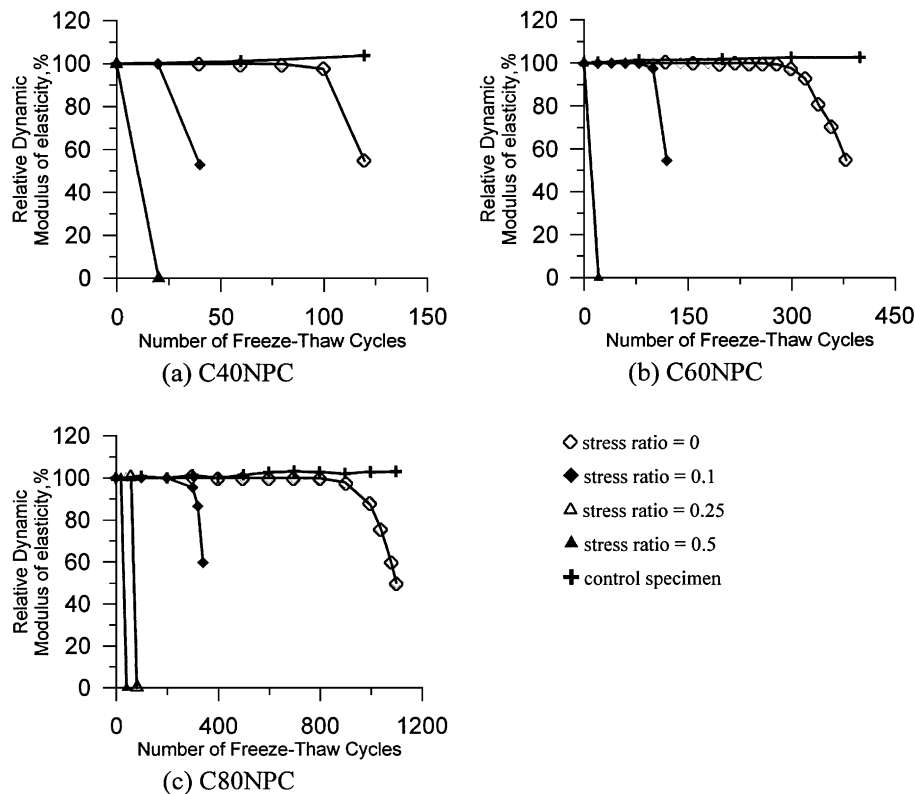 120
100
80
60
40
20
0
Relative Dynamic
Modulus of elasticity,%
0 50 100 150
Number of Freeze-Thaw Cycles
(a) C40NPC
120
100
80
60
40
20
0
Relative Dynamic
Modulus of elasticity,%
0 150 300 450
Number of Freeze-Thaw Cycles
(b) C60NPC
120
100
80
60
40
20
0
Relative Dynamic
Modulus of elasticity,%
0 400 800 1200
Number of Freeze-Thaw Cycles
(c) C80NPC
stress ratio = 0
stress ratio = 0.1
stress ratio = 0.25
stress ratio = 0.5
control specimen